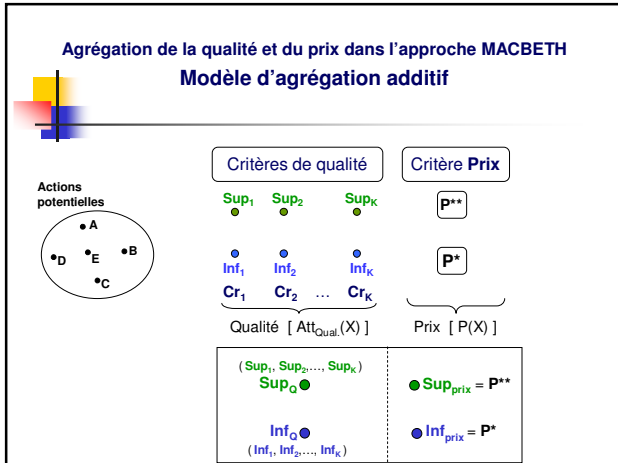 Agrégation de la qualité et du prix dans l'approche MACBETH
Modèle d'agrégation additif
Critères de qualité
Critère Prix
Actions
potentielles
A
B
C
D
E
Sup1 Sup2 SupK
P**
Inf1 Inf2 InfK
P*
Cr1 Cr2 … CrK
Qualité [ AttQual.(X) ]
Prix [ P(X) ]
(Sup1, Sup2,…, SupK)
SupQ
Supprix = P**
InfQ
Infprix = P*
(Inf1, Inf2,…, InfK)